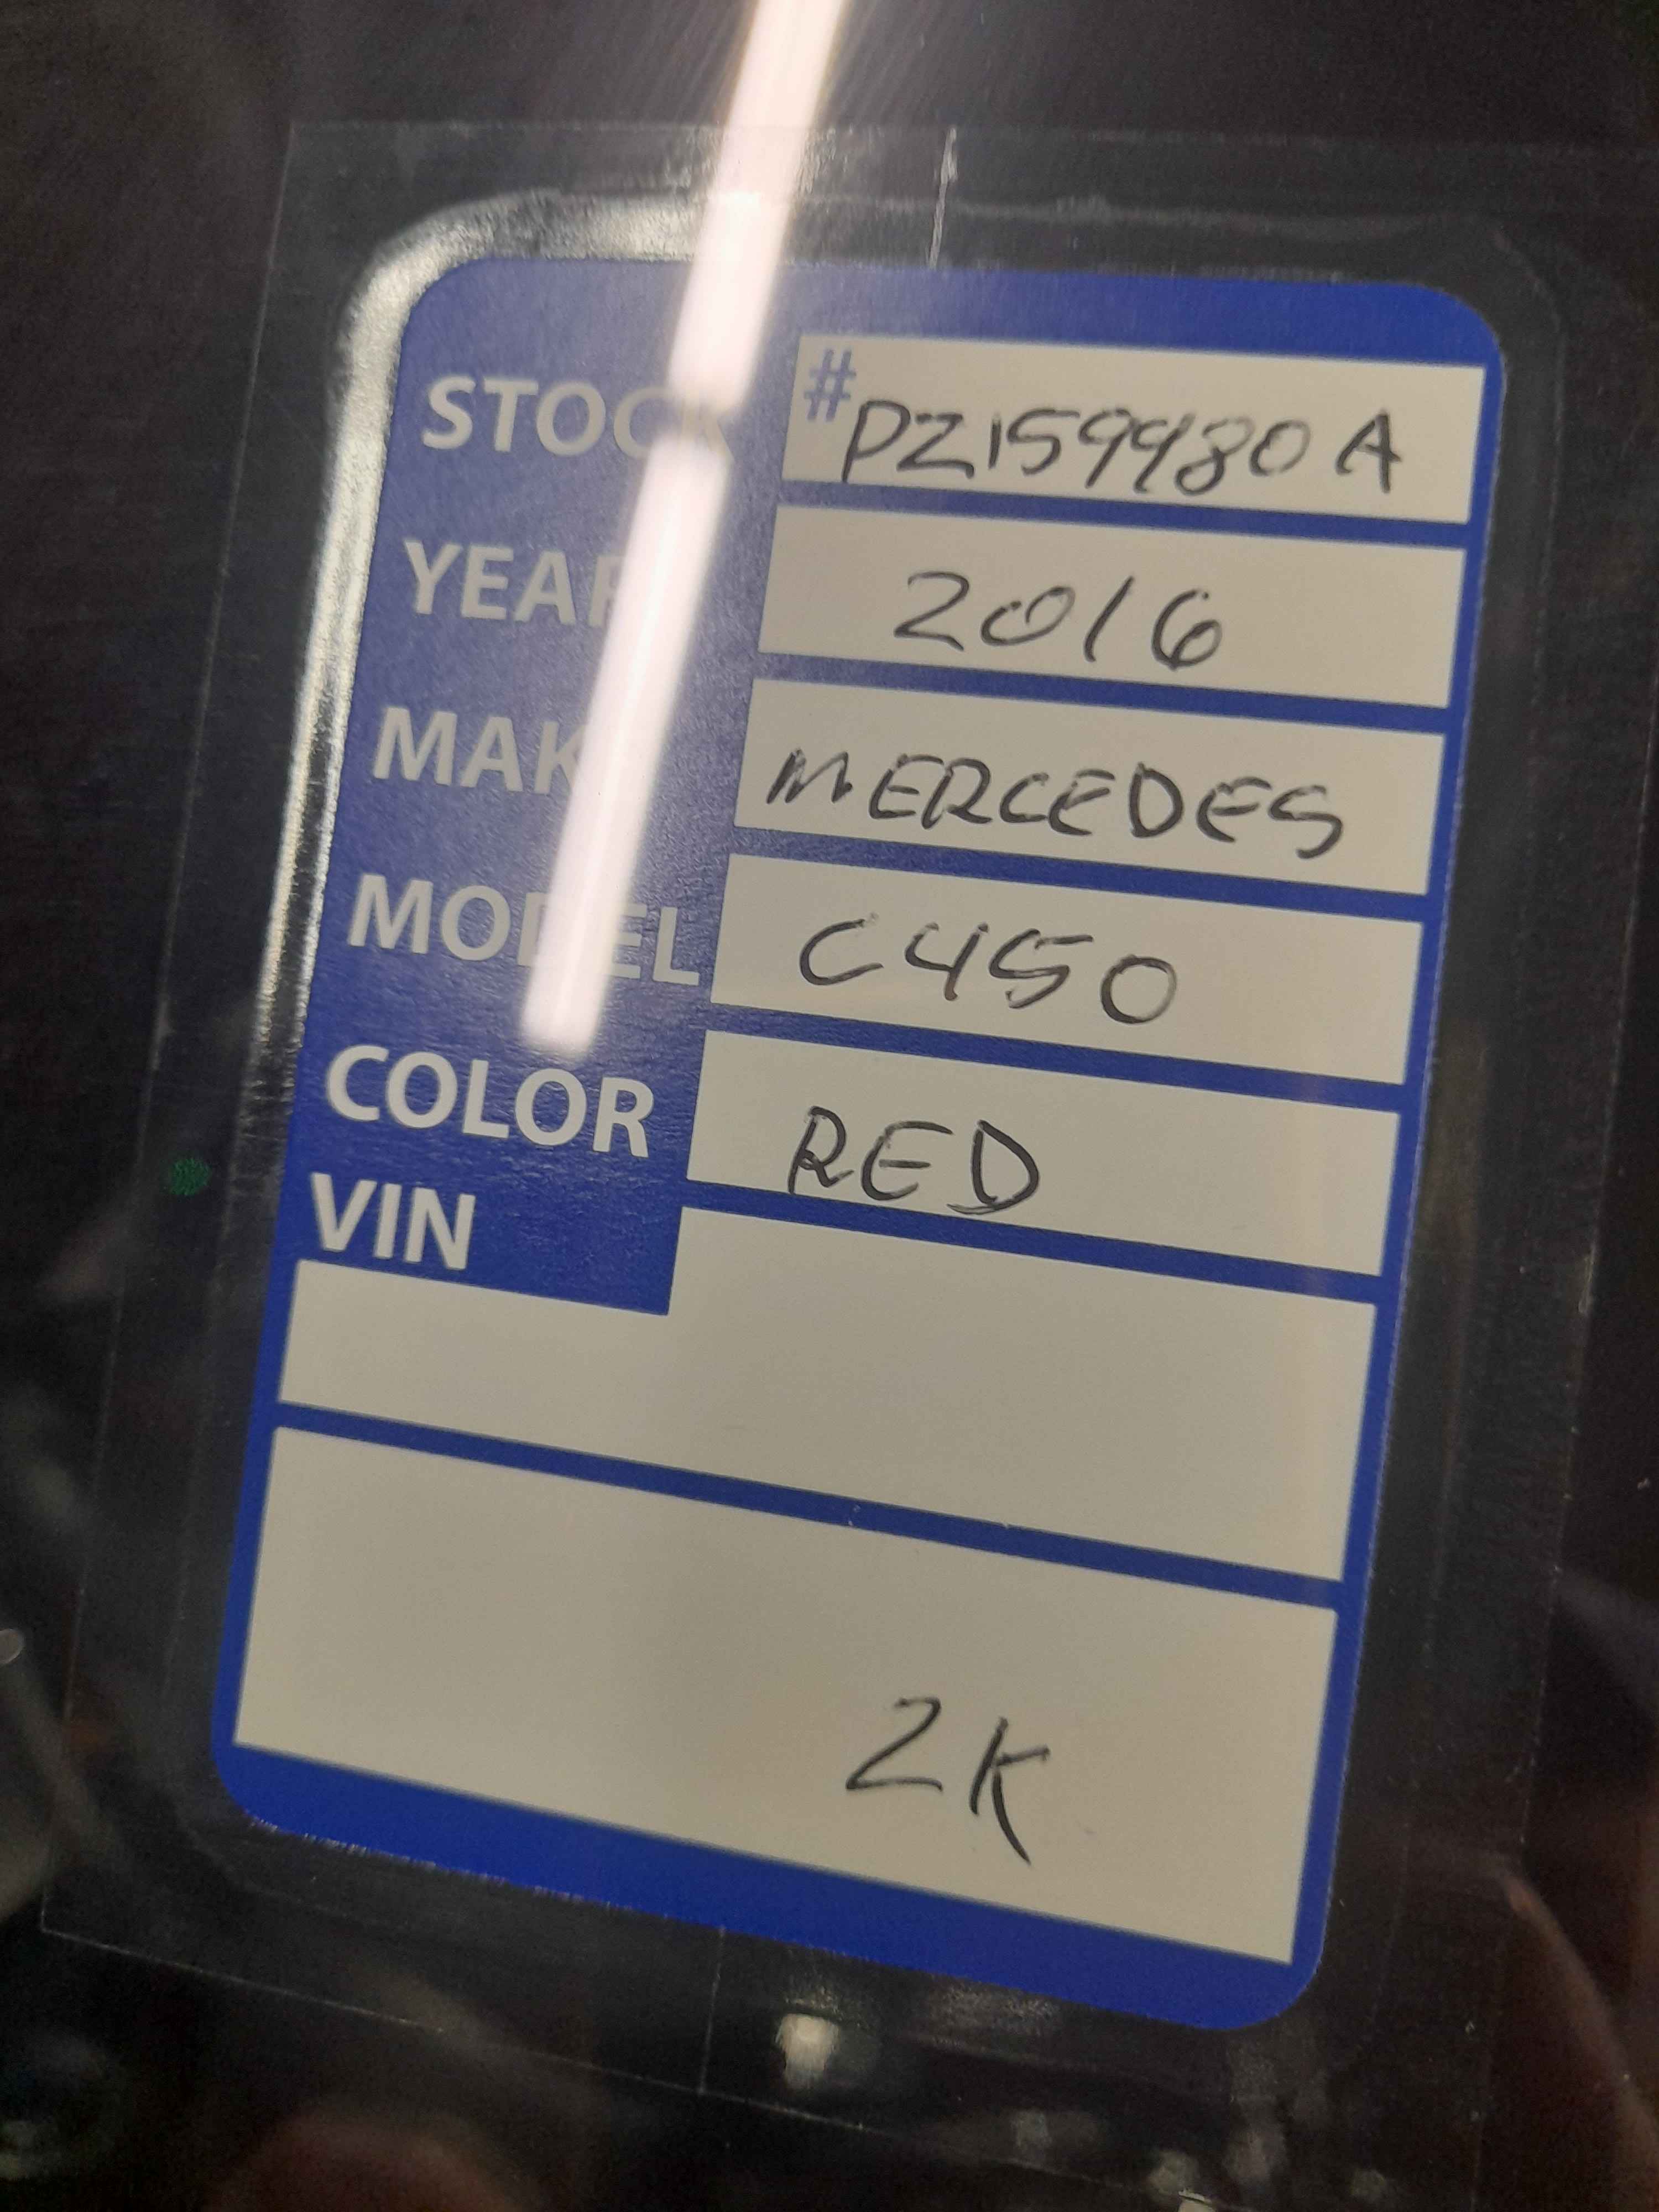 STOCK #PZ159980A
YEAR 2016
MAKE MERCEDES
MODEL C450
COLOR RED
VIN
2K